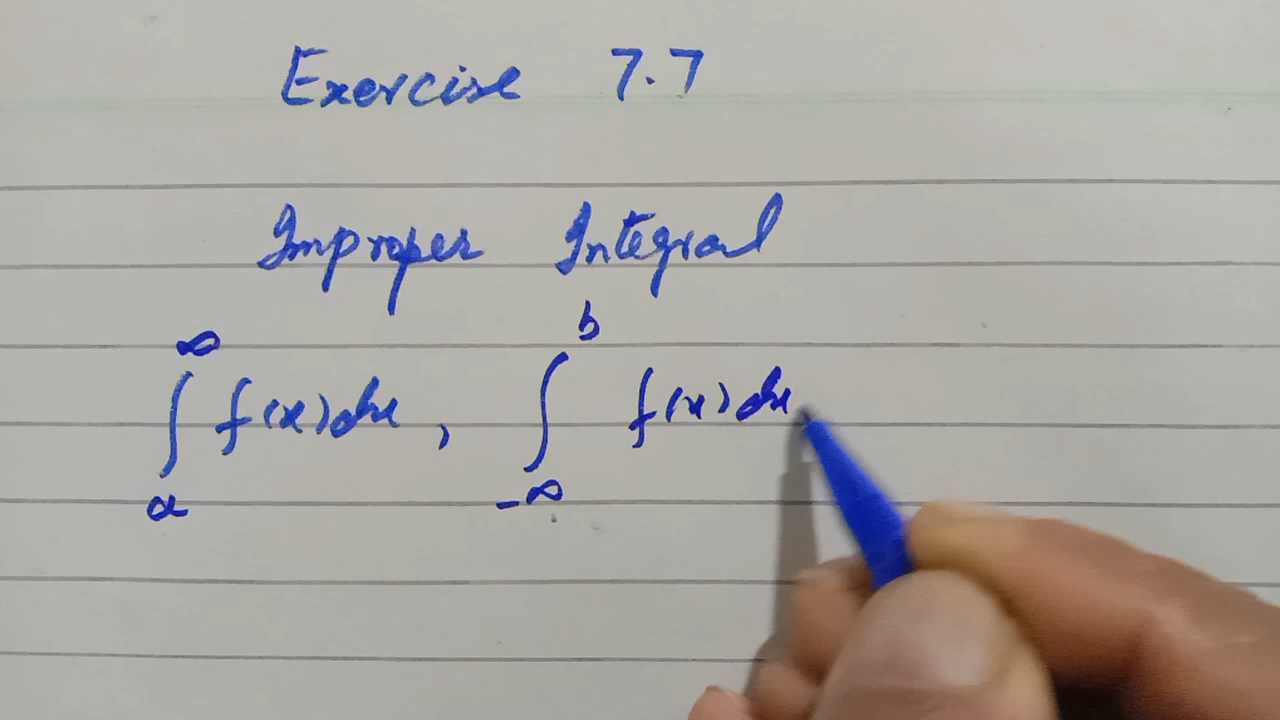 Exercise 7.7
Improper Integral
∫_a^∞ f(x)dx , ∫_{-∞}^b f(x)dx